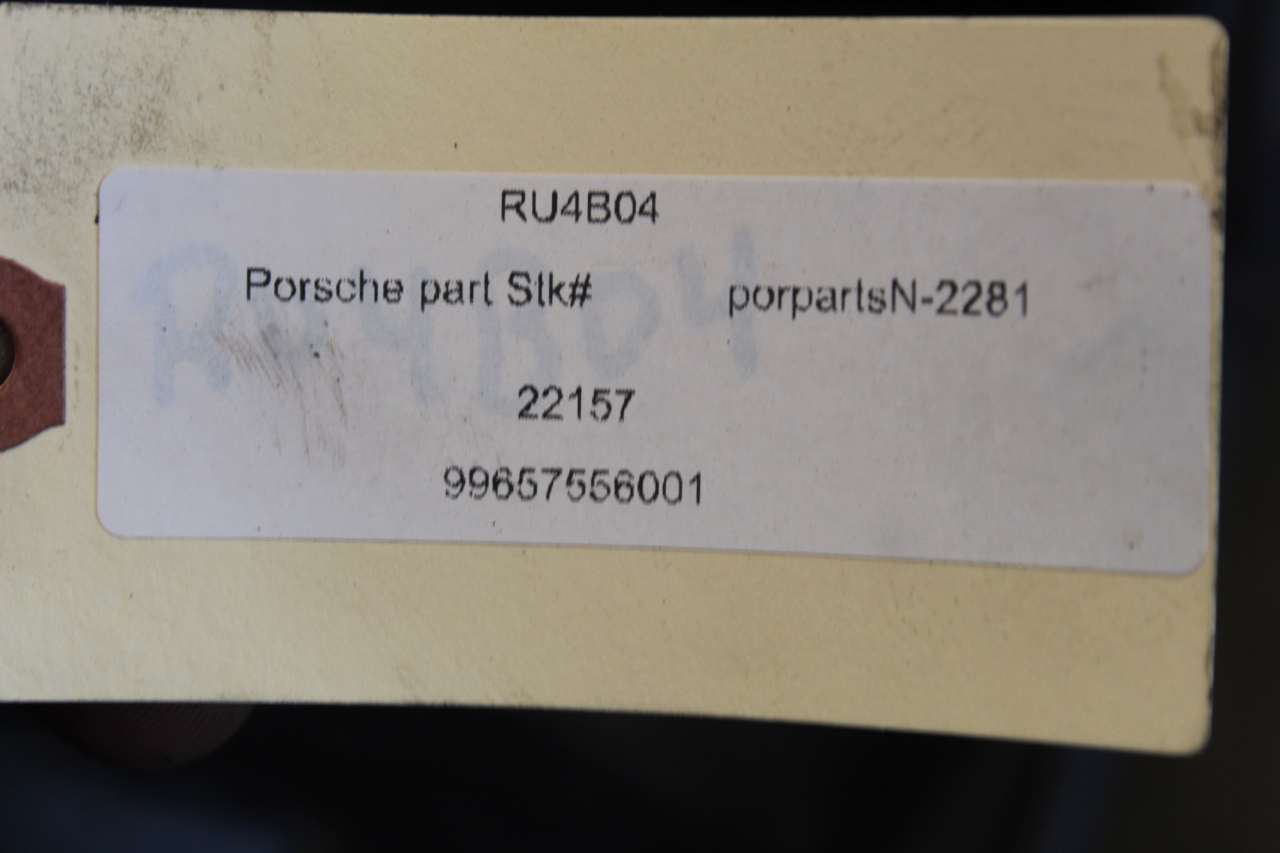 RU4B04
Porsche part Stk# porpartsN-2281
22157
99657556001